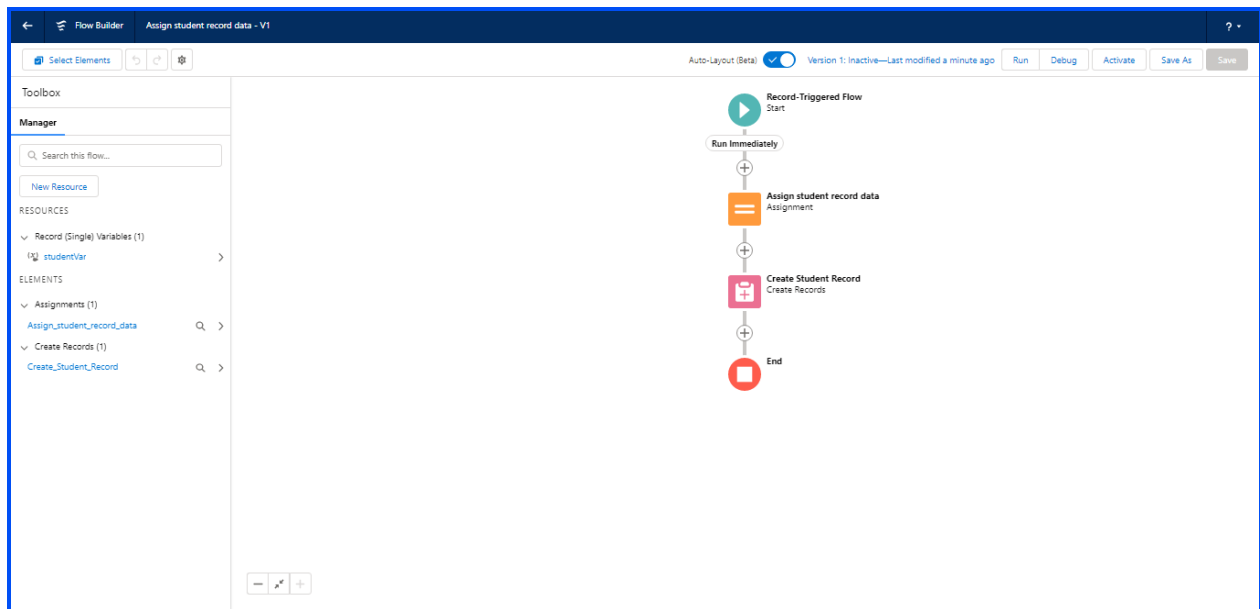 Flow Builder
Assign student record data - V1
?
Select Elements
Auto-Layout (Beta)
Version 1: Inactive—Last modified a minute ago
Run
Debug
Activate
Save As
Save
Toolbox
Manager
Search this flow...
New Resource
RESOURCES
Record (Single) Variables (1)
studentVar
ELEMENTS
Assignments (1)
Assign_student_record_data
Create Records (1)
Create_Student_Record
Record-Triggered Flow
Start
Run Immediately
Assign student record data
Assignment
Create Student Record
Create Records
End